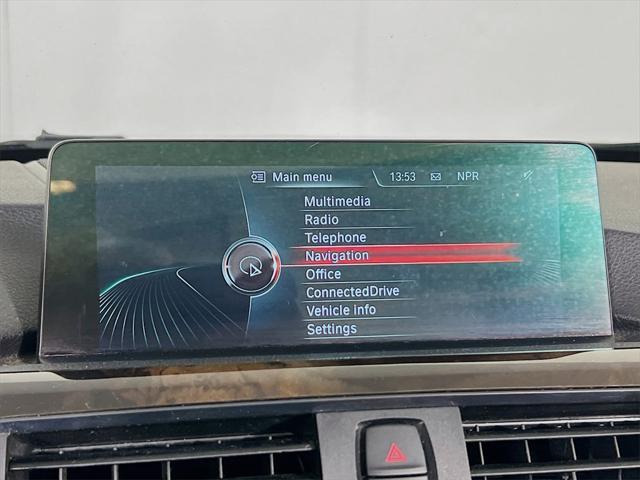 Main menu 13:53 NPR
Multimedia
Radio
Telephone
Navigation
Office
ConnectedDrive
Vehicle info
Settings